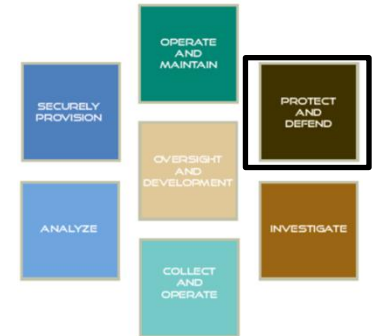 OPERATE
AND
MAINTAIN
SECURELY
PROVISION
PROTECT
AND
DEFEND
OVERSIGHT
AND
DEVELOPMENT
ANALYZE
INVESTIGATE
COLLECT
AND
OPERATE